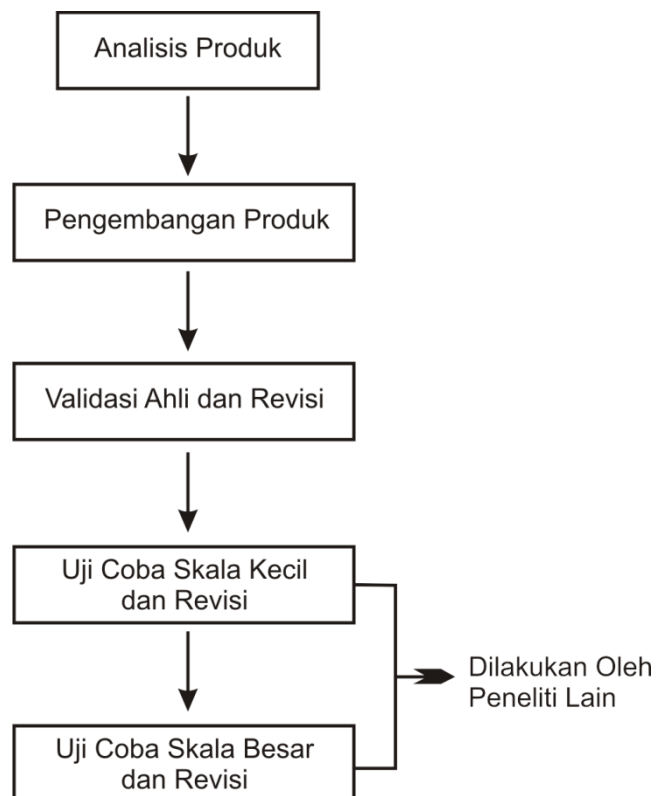 Analisis Produk
Pengembangan Produk
Validasi Ahli dan Revisi
Uji Coba Skala Kecil
dan Revisi
Dilakukan Oleh
Peneliti Lain
Uji Coba Skala Besar
dan Revisi